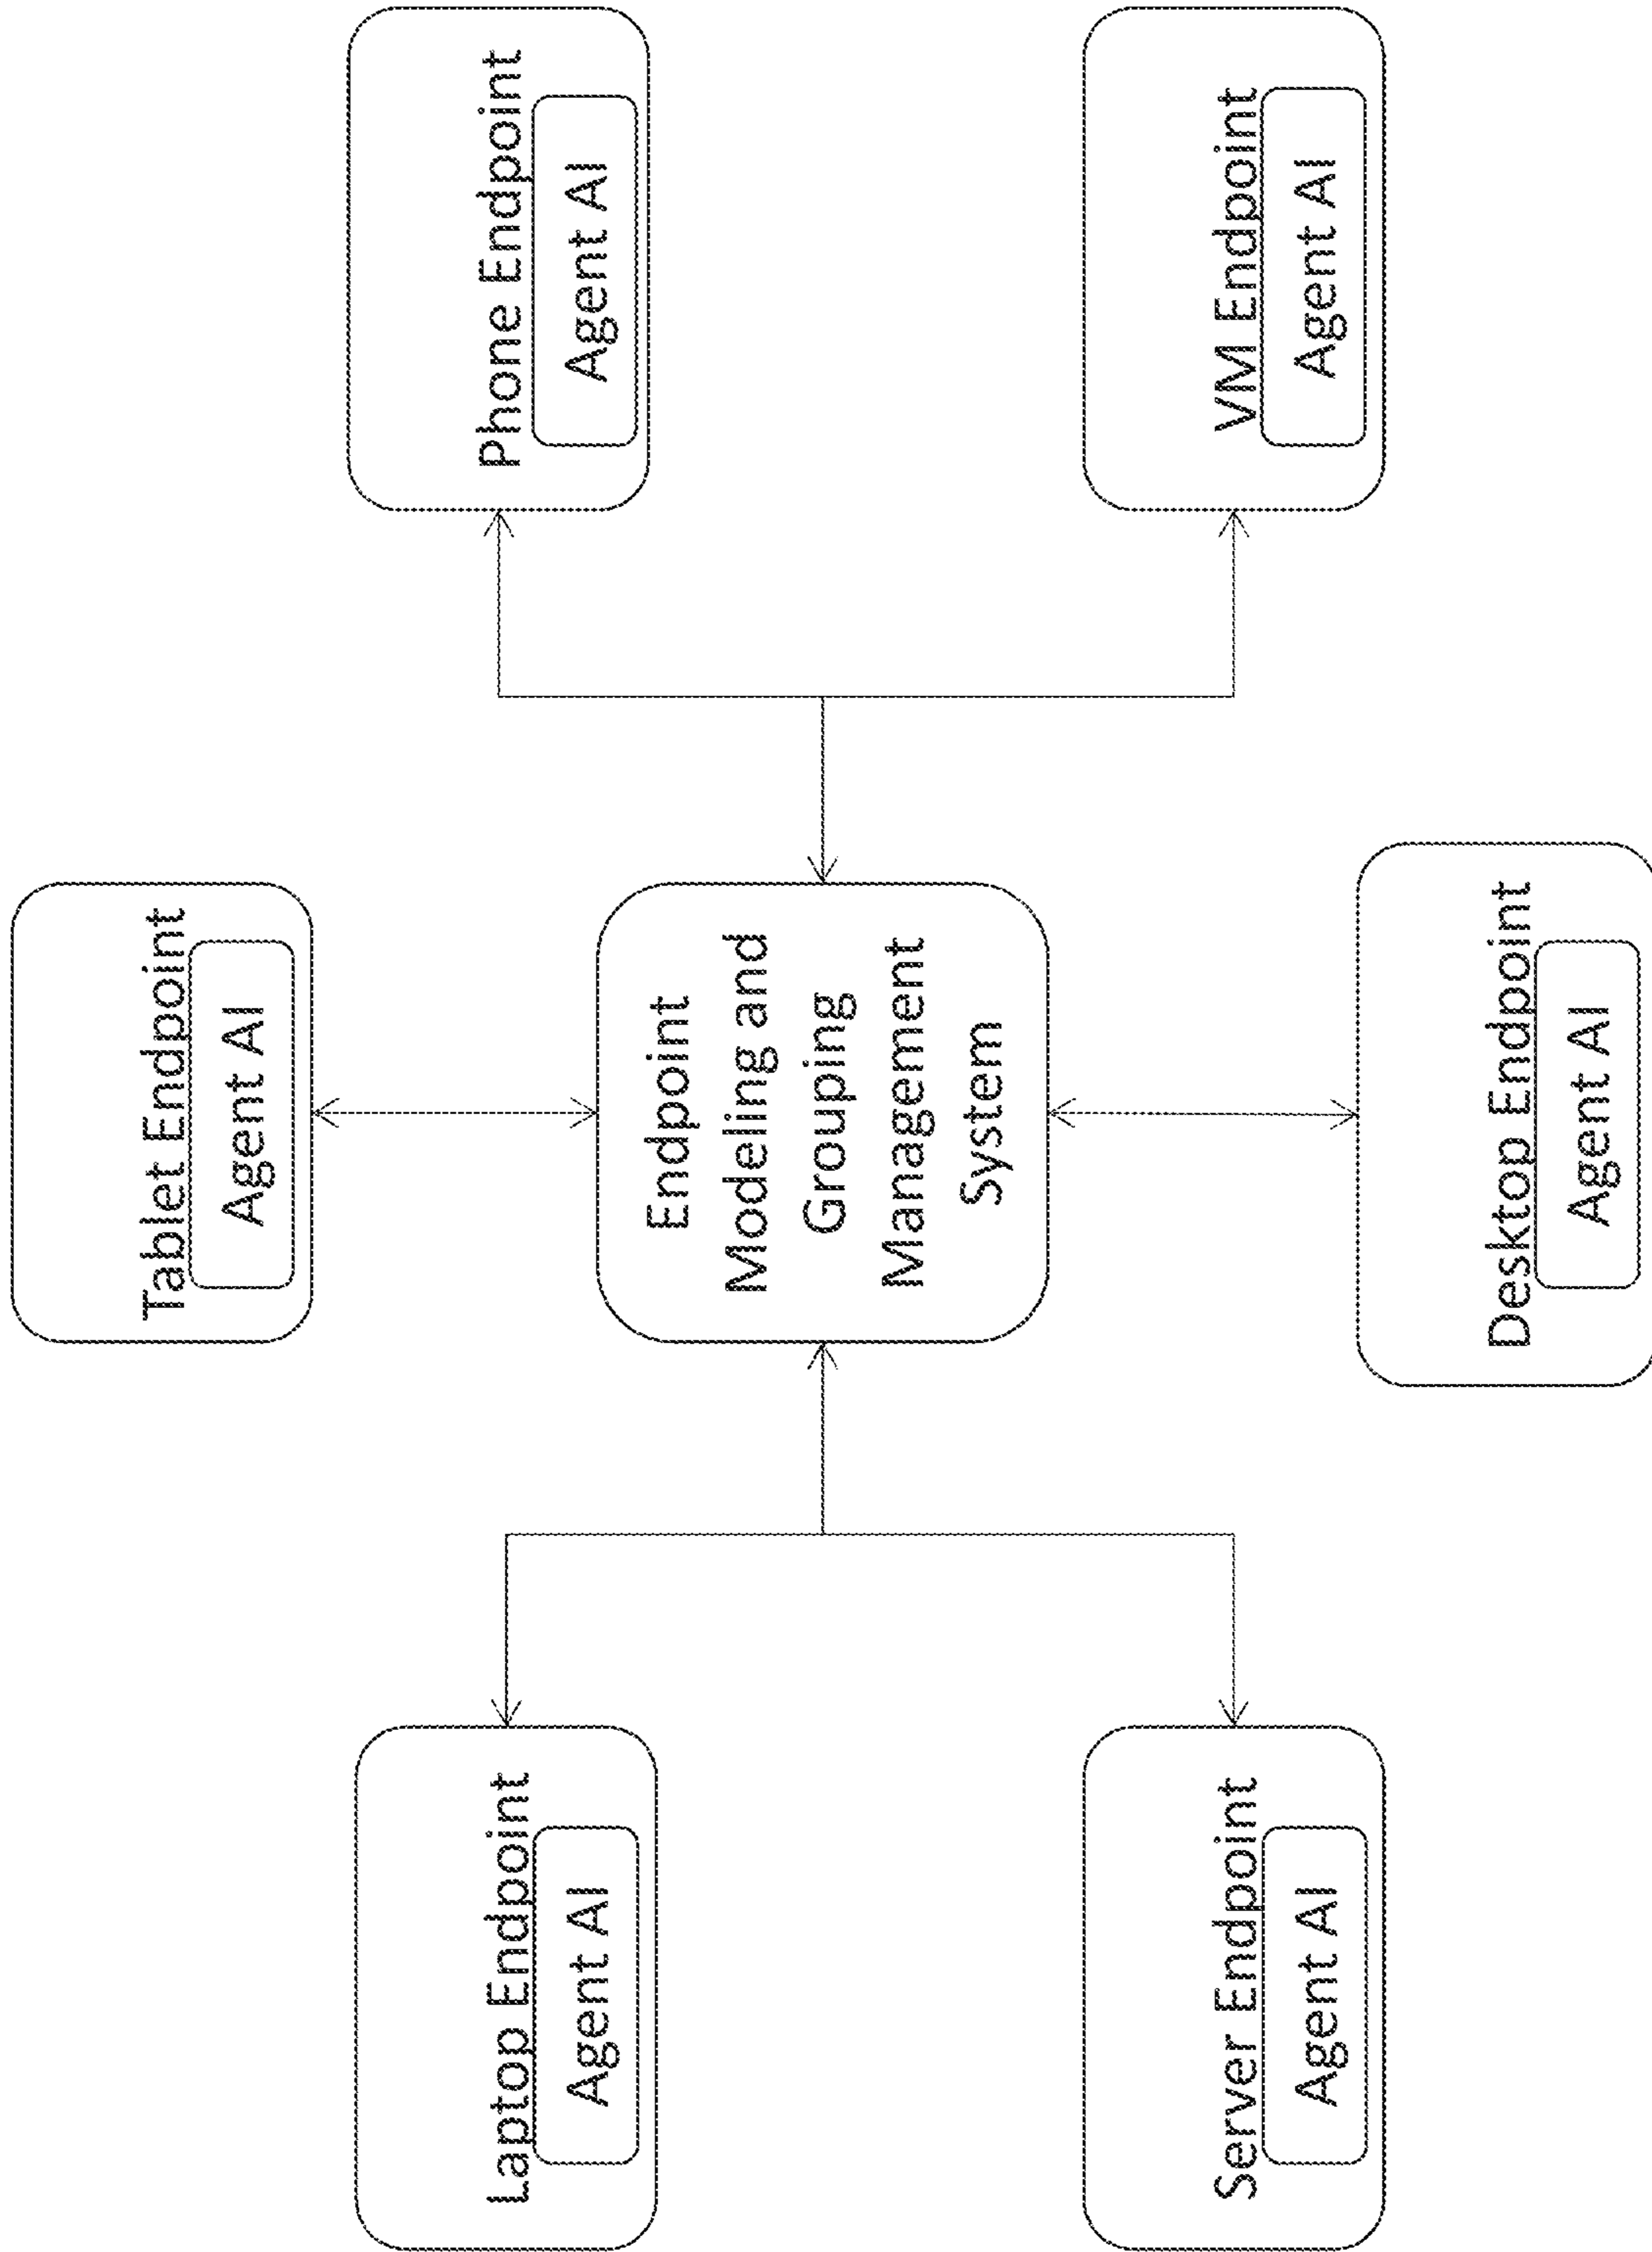 Tablet Endpoint
Agent AI
Laptop Endpoint
Agent AI
Phone Endpoint
Agent AI
Endpoint
Modeling and
Grouping
Management
System
Server Endpoint
Agent AI
VM Endpoint
Agent AI
Desktop Endpoint
Agent AI